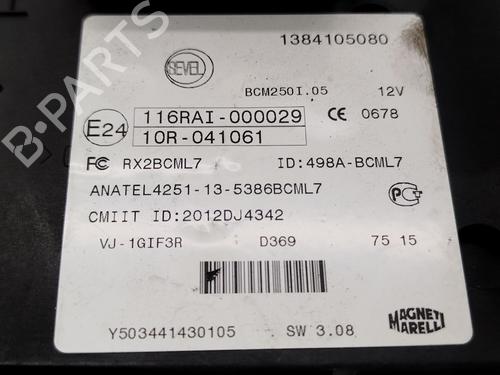 SEVEL
1384105080
BCM250I.05 12V
E24
116RAI-000029
10R-041061
CE 0678
FC RX2BCML7 ID:498A-BCML7
ANATEL4251-13-5386BCML7
CMIIT ID:2012DJ4342
VJ-1GIF3R D369 75 15
Y503441430105 SW 3.08
MAGNETI
MARELLI
B-PARTS